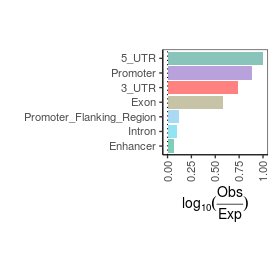 5_UTR
Promoter
3_UTR
Exon
Promoter_Flanking_Region
Intron
Enhancer
0.00 0.25 0.50 0.75 1.00
log10(Obs/Exp)